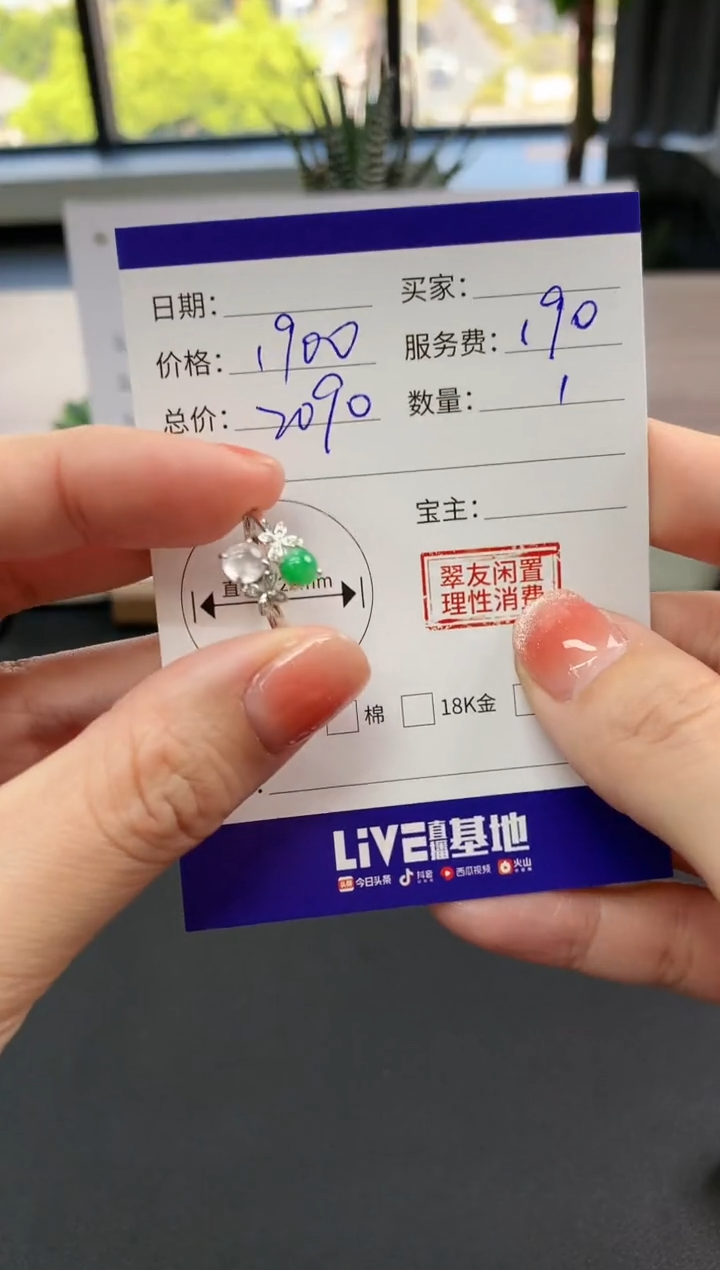 日期: 买家:
价格: 1900 服务费: 190
总价: 2090 数量: 1
宝主:
翠友闲置
理性消费
直 mm
棉 18K金
LiVE直播基地
今日头条 抖音 西瓜视频 火山